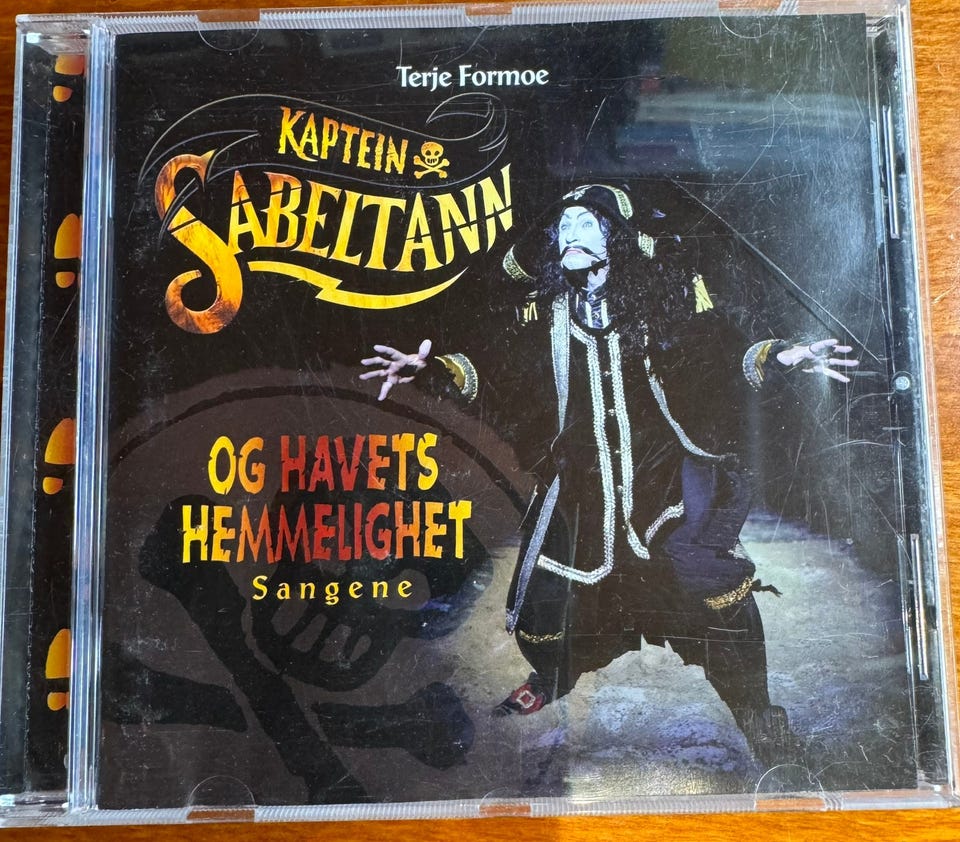 Terje Formoe
KAPTEIN
SABELTANN
OG HAVETS
HEMMELIGHET
Sangene